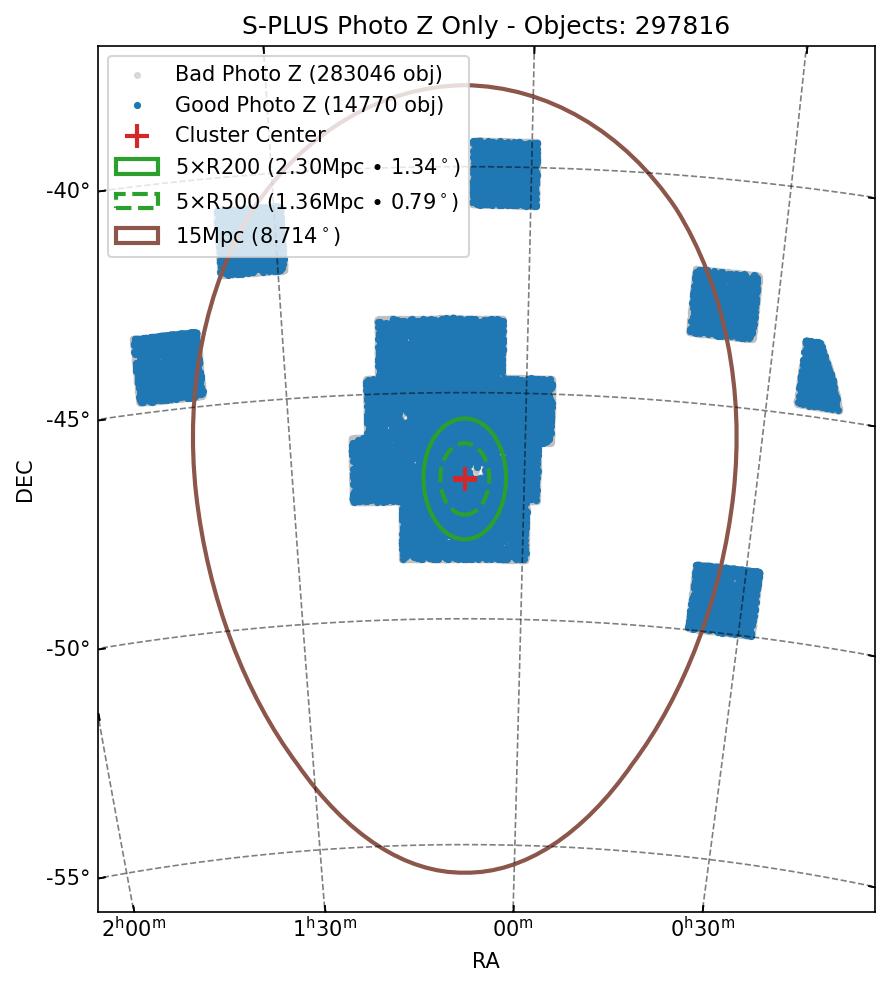 S-PLUS Photo Z Only - Objects: 297816
Bad Photo Z (283046 obj)
Good Photo Z (14770 obj)
Cluster Center
5×R200 (2.30Mpc • 1.34°)
5×R500 (1.36Mpc • 0.79°)
15Mpc (8.714°)
-40°
-45°
-50°
-55°
DEC
2ʰ00ᵐ 1ʰ30ᵐ 00ᵐ 0ʰ30ᵐ
RA